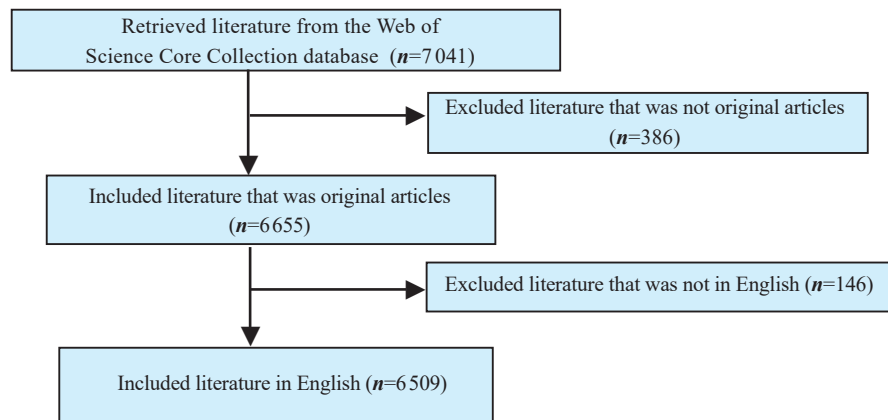 Retrieved literature from the Web of
Science Core Collection database (n=7 041)
Excluded literature that was not original articles
(n=386)
Included literature that was original articles
(n=6 655)
Excluded literature that was not in English (n=146)
Included literature in English (n=6 509)